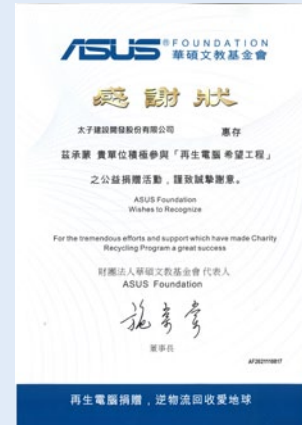 ASUS® FOUNDATION
華碩文教基金會
感謝狀
太子建設開發股份有限公司 惠存
茲承蒙 貴單位積極參與「再生電腦 希望工程」
之公益捐贈活動，謹致誠摯謝意。
ASUS Foundation
Wishes to Recognize
For the tremendous efforts and support which have made Charity
Recycling Program a great success
財團法人華碩文教基金會 代表人
ASUS Foundation
施崇棠
董事長
AF20211116017
再生電腦捐贈，逆物流回收愛地球